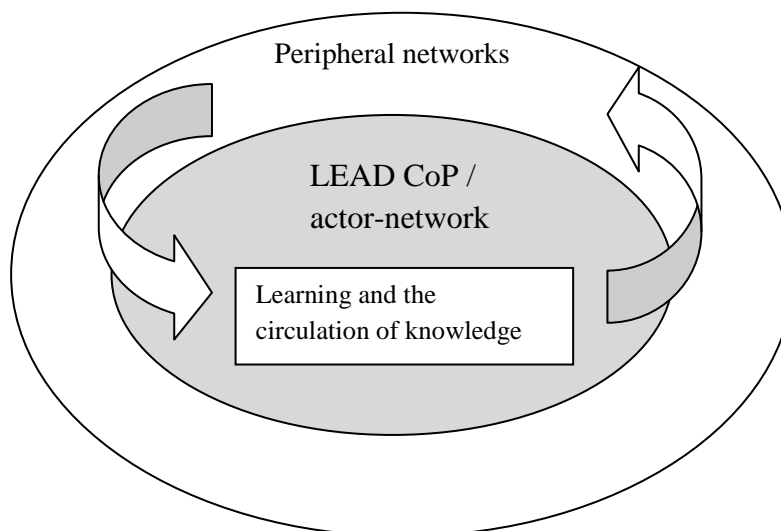 Peripheral networks
LEAD CoP /
actor-network
Learning and the
circulation of knowledge